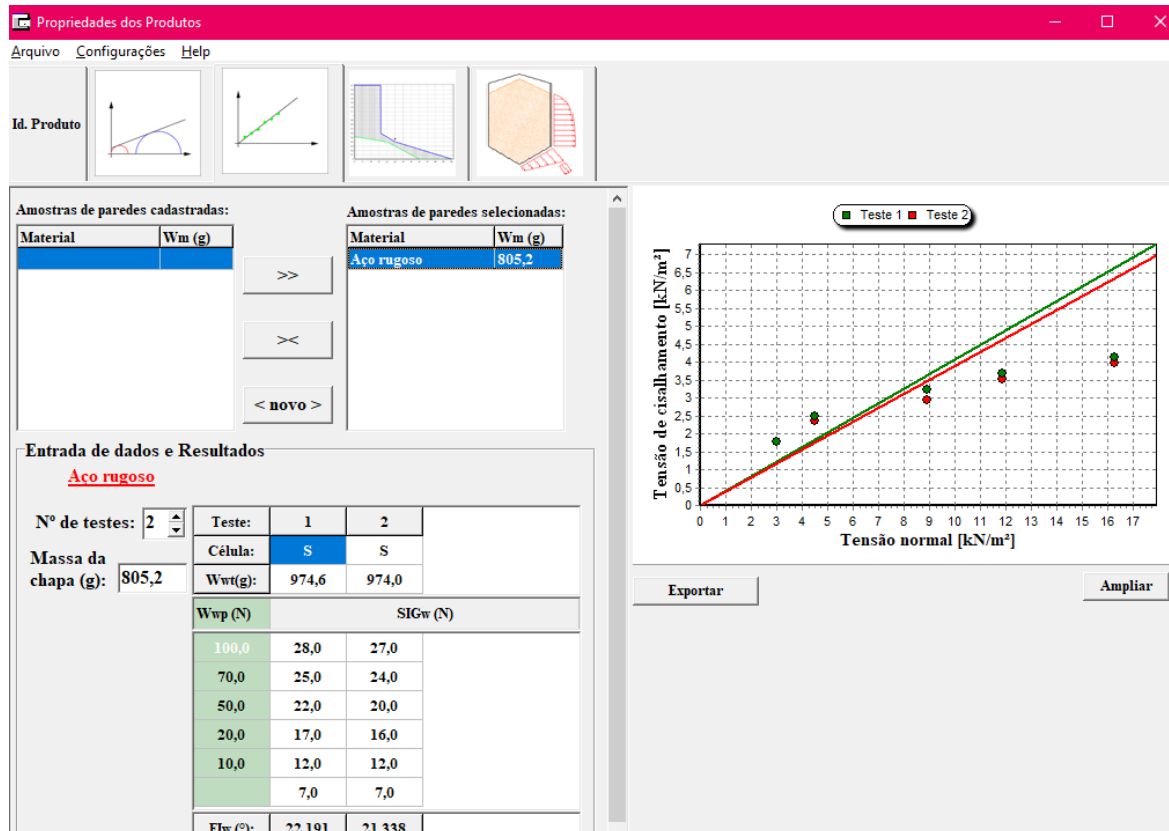 Propriedades dos Produtos
Arquivo Configurações Help
Id. Produto
Amostras de paredes cadastradas:
Material Wm (g)
>>
><
< novo >
Amostras de paredes selecionadas:
Material Wm (g)
Aço rugoso 805,2
Entrada de dados e Resultados
Aço rugoso
Nº de testes: 2
Massa da
chapa (g): 805,2
Teste: 1 2
Célula: S S
Wwt(g): 974,6 974,0
Wwp (N) SIGw (N)
100,0 28,0 27,0
70,0 25,0 24,0
50,0 22,0 20,0
20,0 17,0 16,0
10,0 12,0 12,0
7,0 7,0
FIw (°): 22,191 21,338
Teste 1 Teste 2
Tensão de cisalhamento [kN/m²]
7
6,5
6
5,5
5
4,5
4
3,5
3
2,5
2
1,5
1
0,5
0
0 1 2 3 4 5 6 7 8 9 10 11 12 13 14 15 16 17
Tensão normal [kN/m²]
Exportar Ampliar